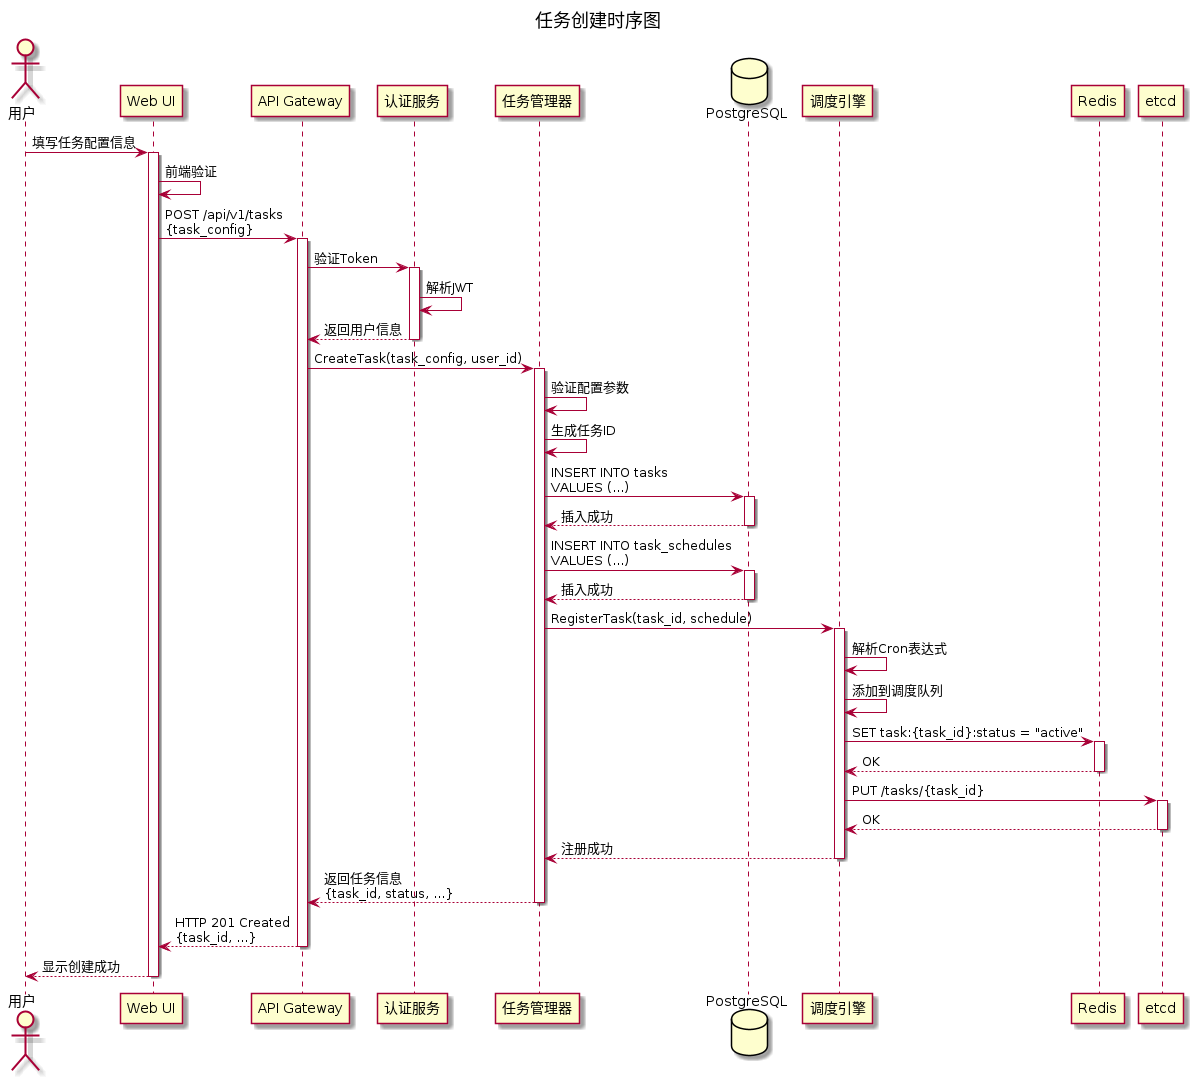 任务创建时序图
用户
Web UI
API Gateway
认证服务
任务管理器
PostgreSQL
调度引擎
Redis
etcd
填写任务配置信息
前端验证
POST /api/v1/tasks
{task_config}
验证Token
解析JWT
返回用户信息
CreateTask(task_config, user_id)
验证配置参数
生成任务ID
INSERT INTO tasks
VALUES (...)
插入成功
INSERT INTO task_schedules
VALUES (...)
插入成功
RegisterTask(task_id, schedule)
解析Cron表达式
添加到调度队列
SET task:{task_id}:status = "active"
OK
PUT /tasks/{task_id}
OK
注册成功
返回任务信息
{task_id, status, ...}
HTTP 201 Created
{task_id, ...}
显示创建成功
用户
Web UI
API Gateway
认证服务
任务管理器
PostgreSQL
调度引擎
Redis
etcd